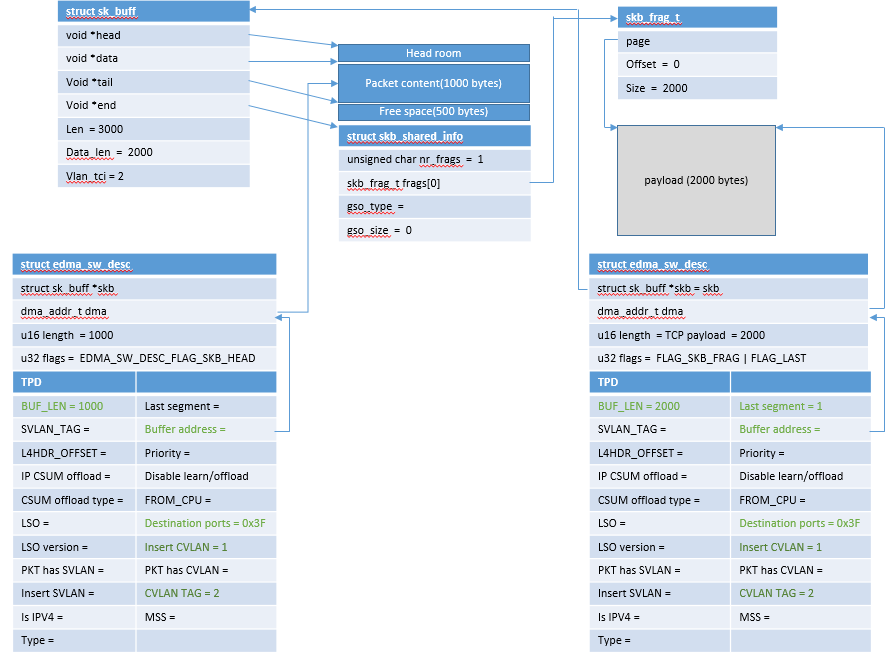 struct sk_buff
void *head
void *data
Void *tail
Void *end
Len = 3000
Data_len = 2000
Vlan_tci = 2
Head room
Packet content(1000 bytes)
Free space(500 bytes)
struct skb_shared_info
unsigned char nr_frags = 1
skb_frag_t frags[0]
gso_type =
gso_size = 0
skb_frag_t
page
Offset = 0
Size = 2000
payload (2000 bytes)
struct edma_sw_desc
struct sk_buff *skb
dma_addr_t dma
u16 length = 1000
u32 flags = EDMA_SW_DESC_FLAG_SKB_HEAD
TPD
BUF_LEN = 1000 Last segment =
SVLAN_TAG = Buffer address =
L4HDR_OFFSET = Priority =
IP CSUM offload = Disable learn/offload
CSUM offload type = FROM_CPU =
LSO = Destination ports = 0x3F
LSO version = Insert CVLAN = 1
PKT has SVLAN = PKT has CVLAN =
Insert SVLAN = CVLAN TAG = 2
Is IPV4 = MSS =
Type =
struct edma_sw_desc
struct sk_buff *skb = skb
dma_addr_t dma
u16 length = TCP payload = 2000
u32 flags = FLAG_SKB_FRAG | FLAG_LAST
TPD
BUF_LEN = 2000 Last segment = 1
SVLAN_TAG = Buffer address =
L4HDR_OFFSET = Priority =
IP CSUM offload = Disable learn/offload
CSUM offload type = FROM_CPU =
LSO = Destination ports = 0x3F
LSO version = Insert CVLAN = 1
PKT has SVLAN = PKT has CVLAN =
Insert SVLAN = CVLAN TAG = 2
Is IPV4 = MSS =
Type =